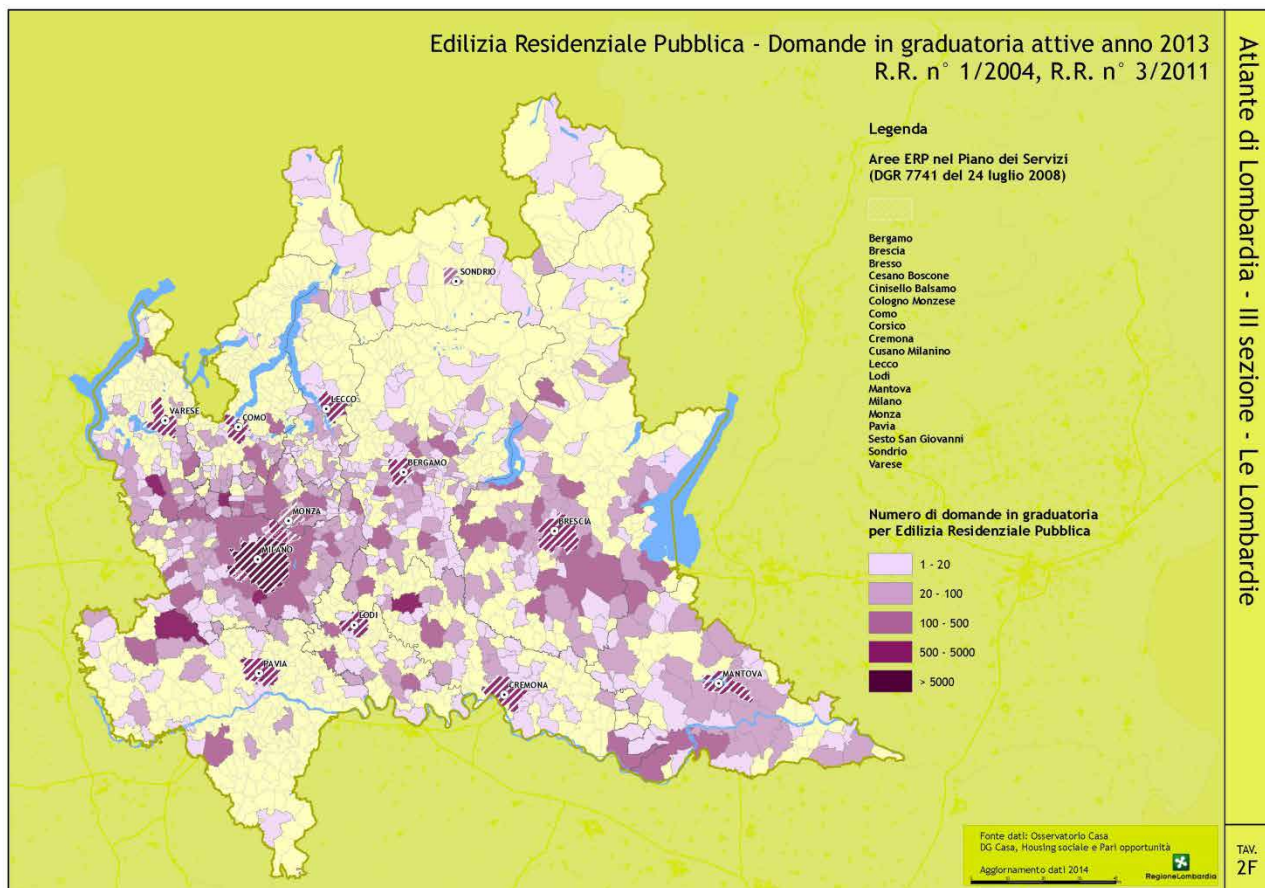 Edilizia Residenziale Pubblica - Domande in graduatoria attive anno 2013
R.R. n° 1/2004, R.R. n° 3/2011
Atlante di Lombardia - III sezione - Le Lombardie
Legenda
Aree ERP nel Piano dei Servizi
(DGR 7741 del 24 luglio 2008)
Bergamo
Brescia
Bresso
Cesano Boscone
Cinisello Balsamo
Cologno Monzese
Como
Corsico
Cremona
Cusano Milanino
Lecco
Lodi
Mantova
Milano
Monza
Pavia
Sesto San Giovanni
Sondrio
Varese
Numero di domande in graduatoria
per Edilizia Residenziale Pubblica
1 - 20
20 - 100
100 - 500
500 - 5000
> 5000
SONDRIO
LECCO
VARESE
COMO
BERGAMO
MONZA
BRESCIA
MILANO
LODI
PAVIA
MANTOVA
CREMONA
Fonte dati: Osservatorio Casa
DG Casa, Housing sociale e Pari opportunità
Aggiornamento dati 2014
RegioneLombardia
TAV.
2F